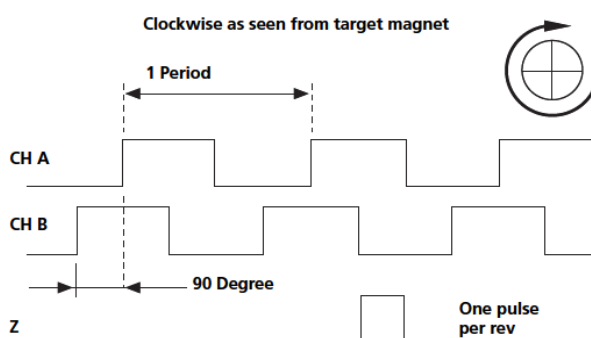 Clockwise as seen from target magnet
1 Period
CH A
CH B
90 Degree
Z
One pulse
per rev